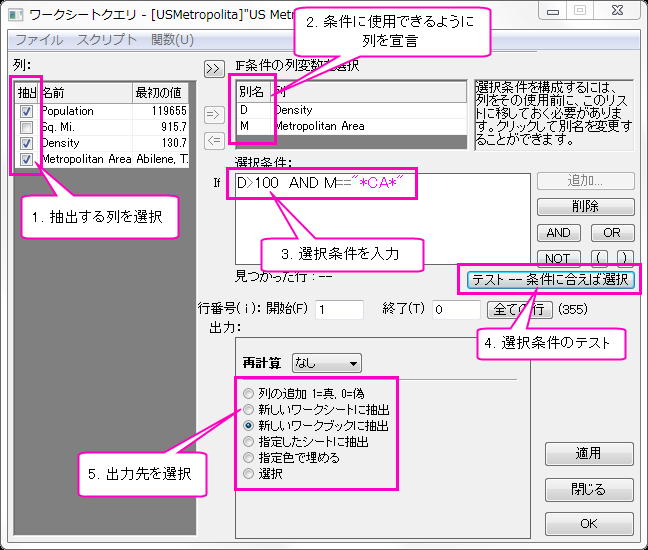 ワークシートクエリ - [USMetropolita]"US Met
2. 条件に使用できるように
列を宣言
ファイル スクリプト 関数(U)
列:
>>
IF条件の列変数を選択
抽出 名前 最初の値
Population 119655
Sq. Mi. 915.7
Density 130.7
Metropolitan Area Abilene, T.
別名 列
D Density
M Metropolitan Area
=>
<=
選択条件を構成するには、
列をその使用前に、このリス
トに移しておく必要がありま
す。クリックして別名を変更す
ることができます。
1. 抽出する列を選択
選択条件:
If
D>100 AND M=="*CA*"
追加...
削除
AND OR
NOT ( )
3. 選択条件を入力
見つかった行 : --
テスト -- 条件に合えば選択
行番号(i): 開始(F) 1 終了(T) 0 全ての行 (355)
4. 選択条件のテスト
出力:
再計算 なし
列の追加 1=真, 0=偽
新しいワークシートに抽出
新しいワークブックに抽出
指定したシートに抽出
指定色で埋める
選択
5. 出力先を選択
適用
閉じる
OK